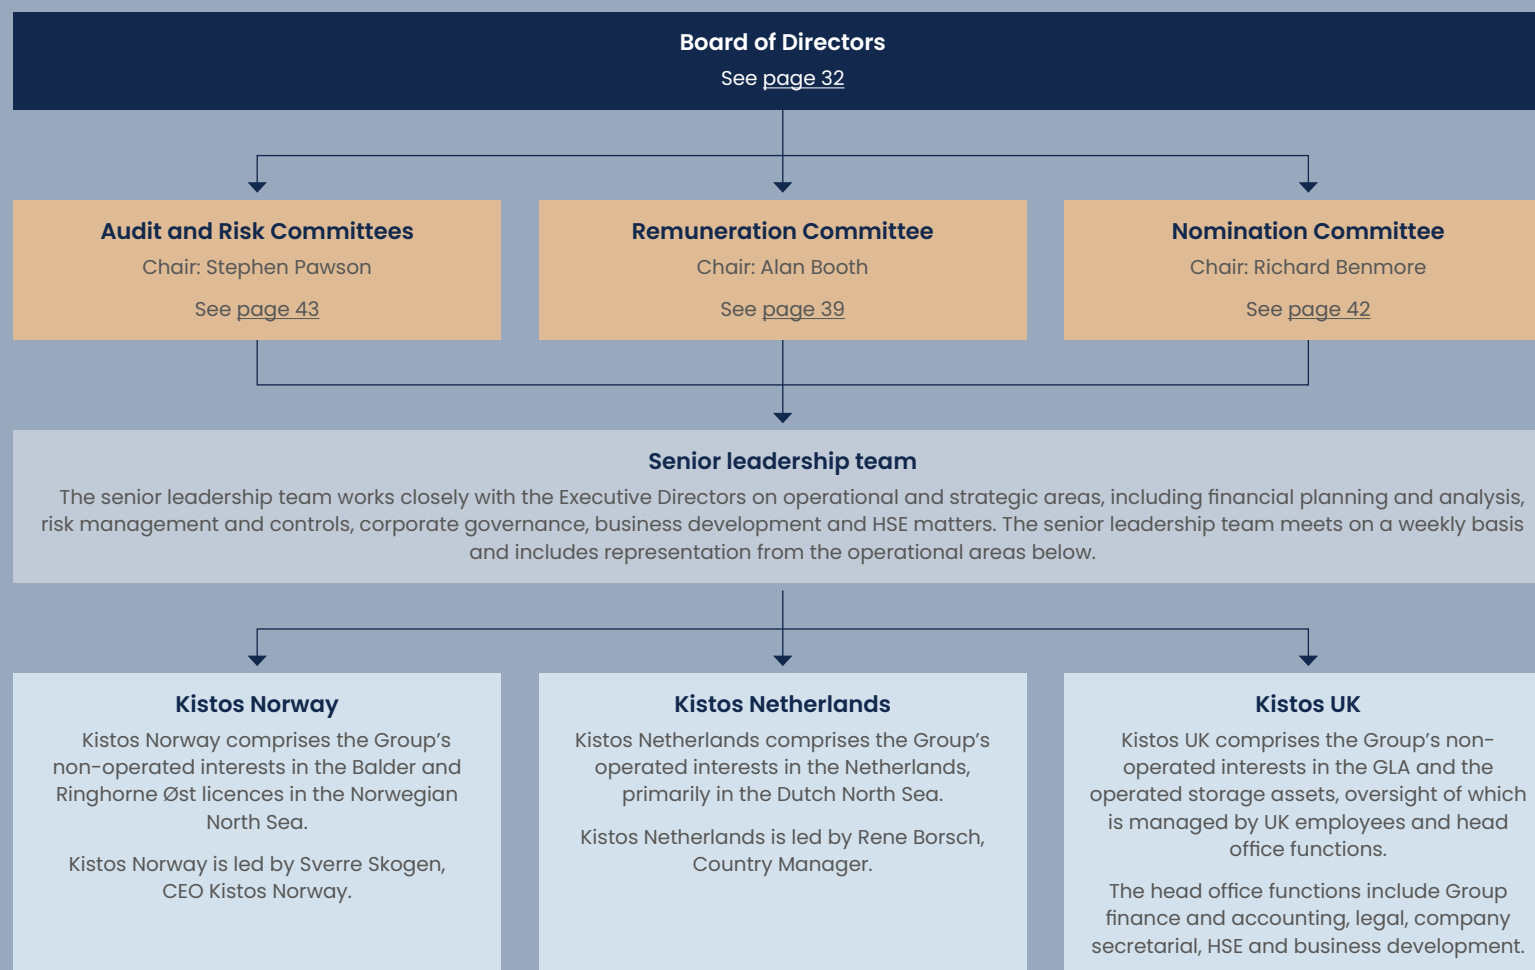 Board of Directors
See page 32
Audit and Risk Committees
Chair: Stephen Pawson
See page 43
Remuneration Committee
Chair: Alan Booth
See page 39
Nomination Committee
Chair: Richard Benmore
See page 42
Senior leadership team
The senior leadership team works closely with the Executive Directors on operational and strategic areas, including financial planning and analysis,
risk management and controls, corporate governance, business development and HSE matters. The senior leadership team meets on a weekly basis
and includes representation from the operational areas below.
Kistos Norway
Kistos Norway comprises the Group’s
non-operated interests in the Balder and
Ringhorne Øst licences in the Norwegian
North Sea.
Kistos Norway is led by Sverre Skogen,
CEO Kistos Norway.
Kistos Netherlands
Kistos Netherlands comprises the Group’s
operated interests in the Netherlands,
primarily in the Dutch North Sea.
Kistos Netherlands is led by Rene Borsch,
Country Manager.
Kistos UK
Kistos UK comprises the Group’s non-
operated interests in the GLA and the
operated storage assets, oversight of which
is managed by UK employees and head
office functions.
The head office functions include Group
finance and accounting, legal, company
secretarial, HSE and business development.